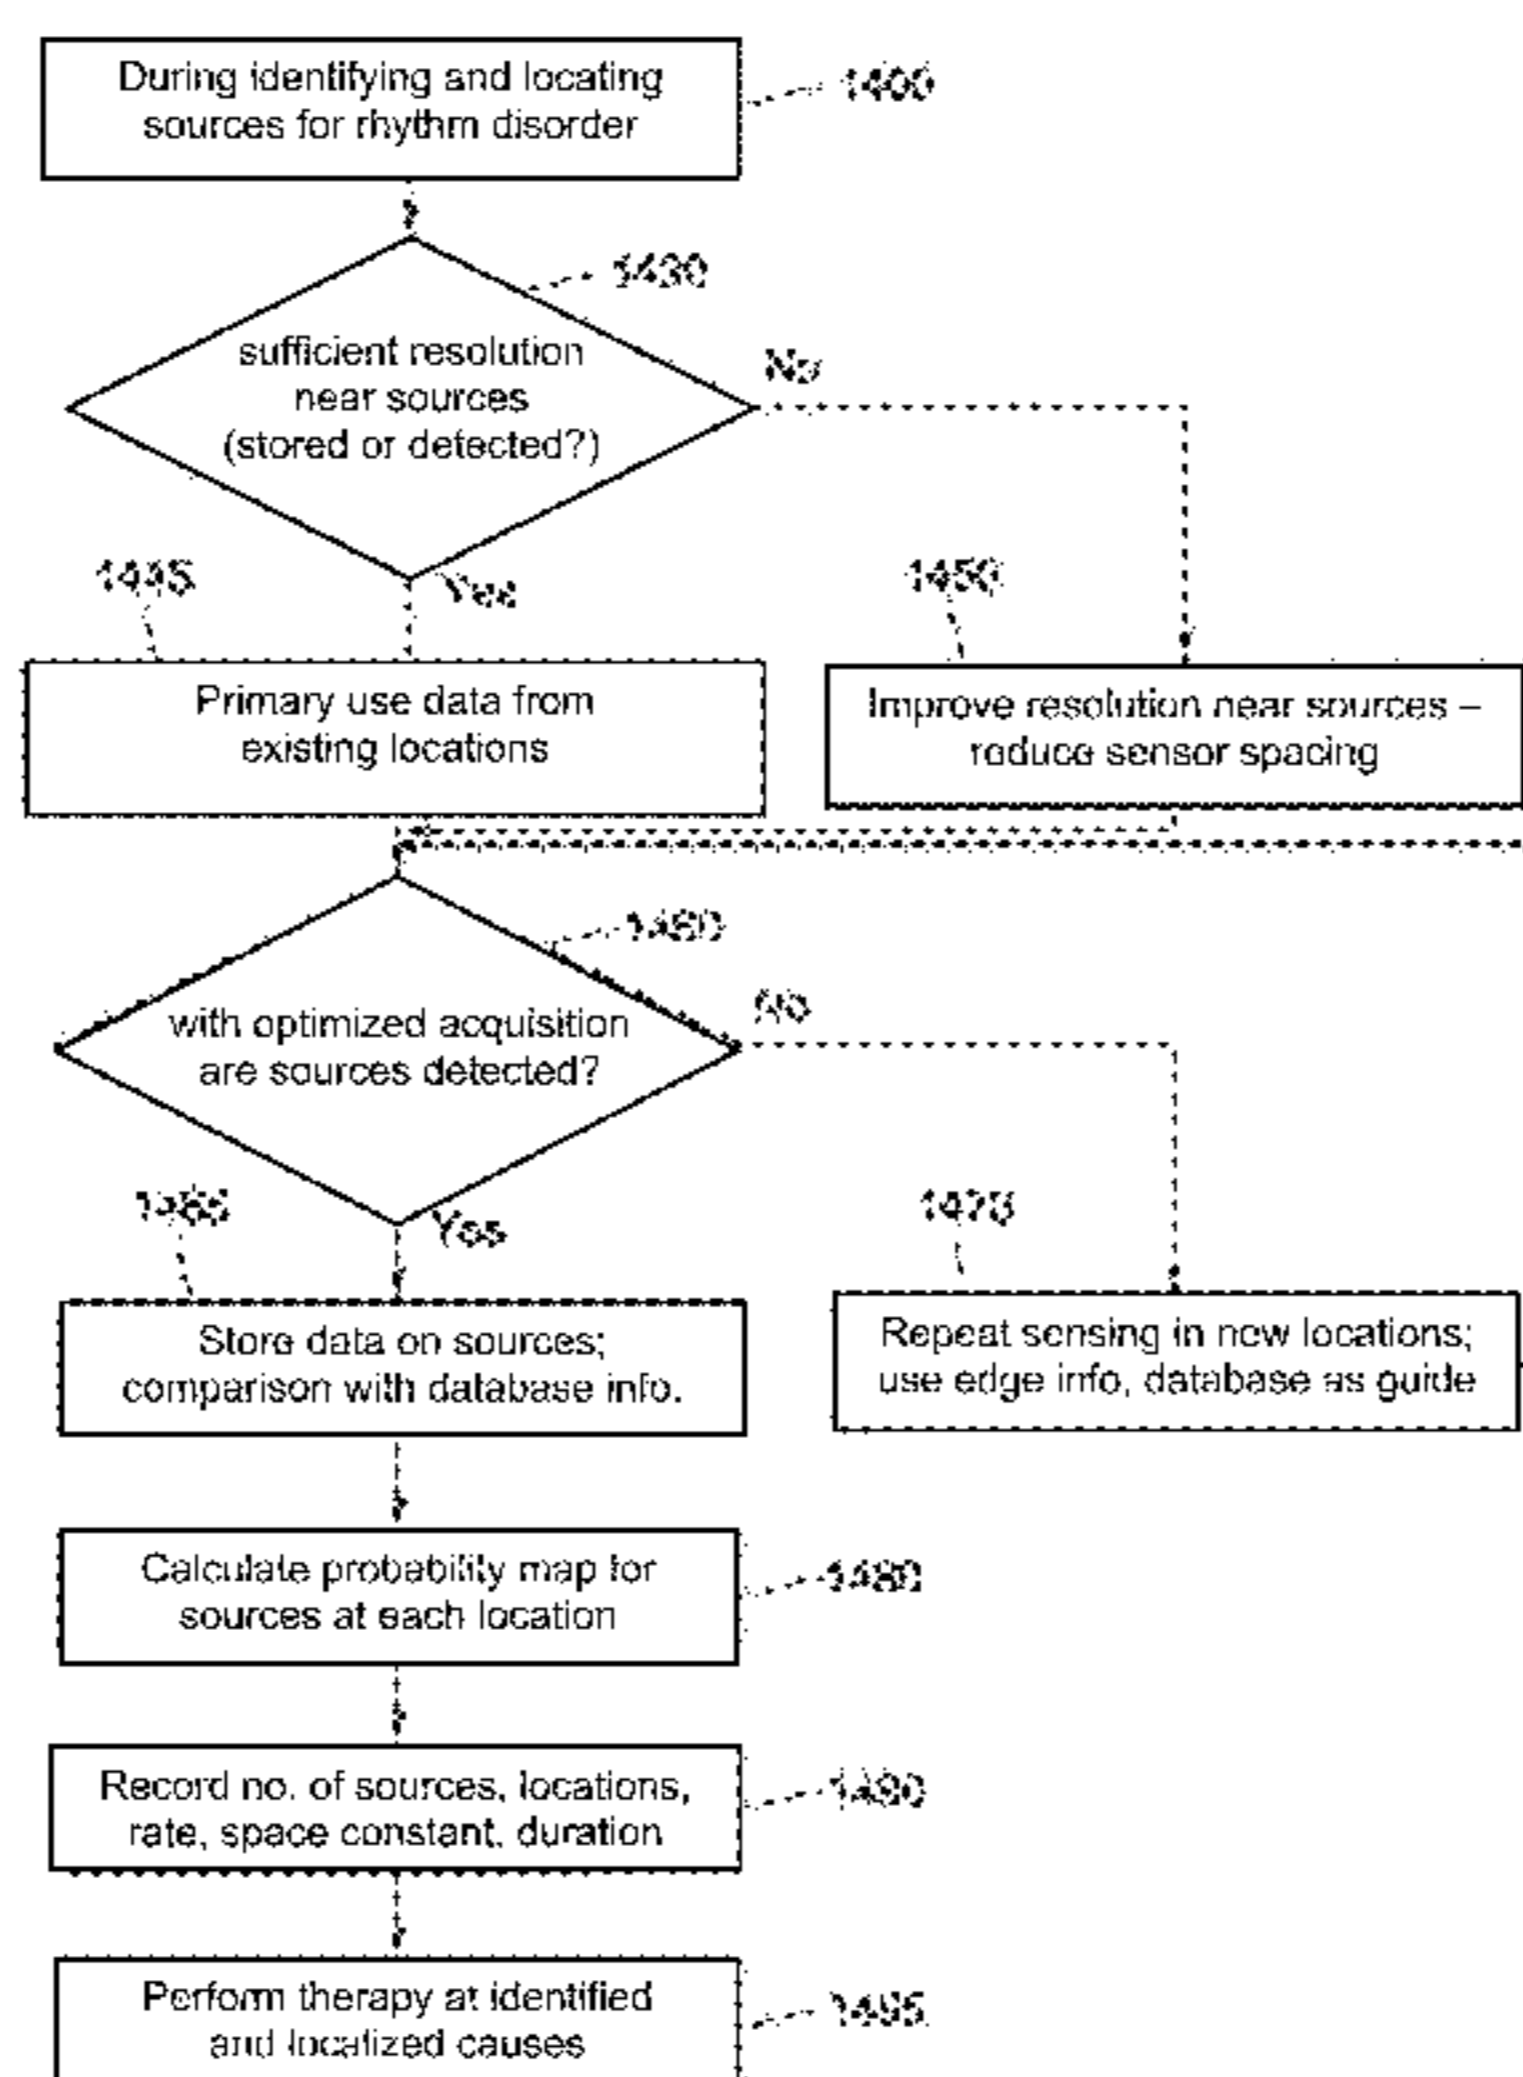 During identifying and locating
sources for rhythm disorder
1400
1430
sufficient resolution
near sources
(stored or detected?)
No
Yes
1445
1450
Primary use data from
existing locations
Improve resolution near sources –
reduce sensor spacing
1460
with optimized acquisition
are sources detected?
No
Yes
1470
Store data on sources;
comparison with database info.
Repeat sensing in new locations;
use edge info, database as guide
Calculate probability map for
sources at each location
1480
Record no. of sources, locations,
rate, space constant, duration
1490
Perform therapy at identified
and localized causes
1495